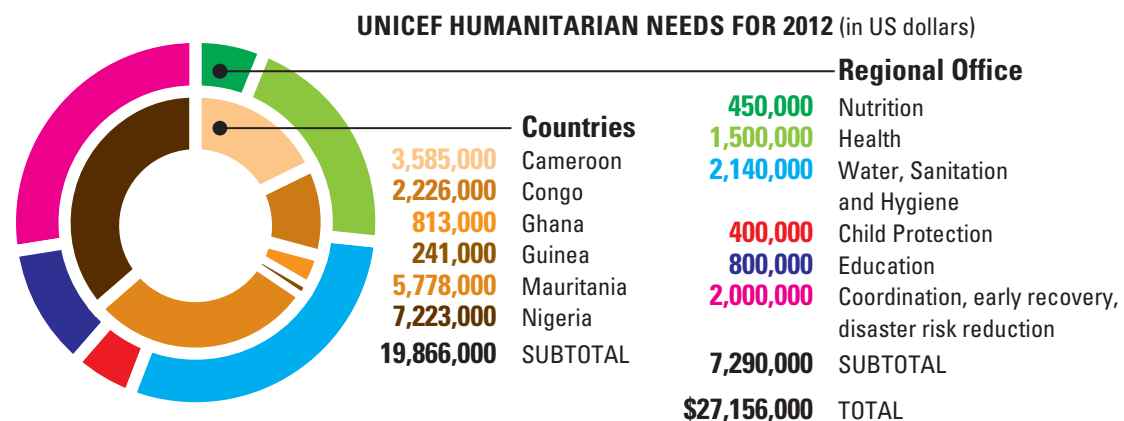 UNICEF HUMANITARIAN NEEDS FOR 2012 (in US dollars)
Countries
3,585,000 Cameroon
2,226,000 Congo
813,000 Ghana
241,000 Guinea
5,778,000 Mauritania
7,223,000 Nigeria
19,866,000 SUBTOTAL
Regional Office
450,000 Nutrition
1,500,000 Health
2,140,000 Water, Sanitation
and Hygiene
400,000 Child Protection
800,000 Education
2,000,000 Coordination, early recovery,
disaster risk reduction
7,290,000 SUBTOTAL
$27,156,000 TOTAL